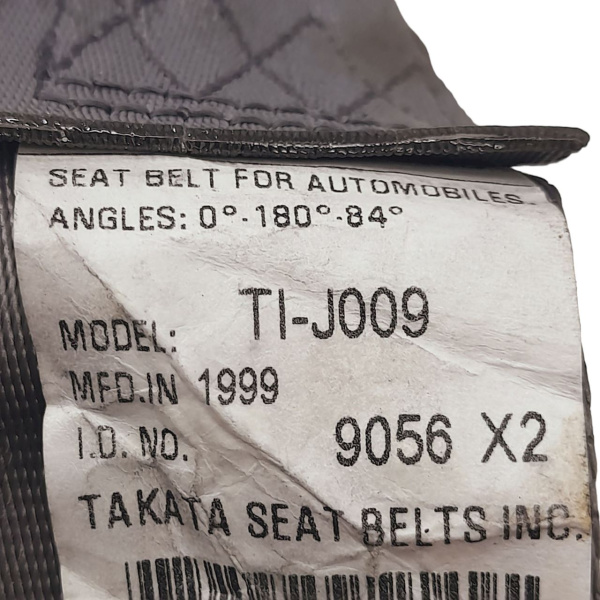 SEAT BELT FOR AUTOMOBILES
ANGLES: 0°-180°-84°
MODEL: TI-J009
MFD.IN 1999
I.D. NO. 9056 X2
TAKATA SEAT BELTS INC.